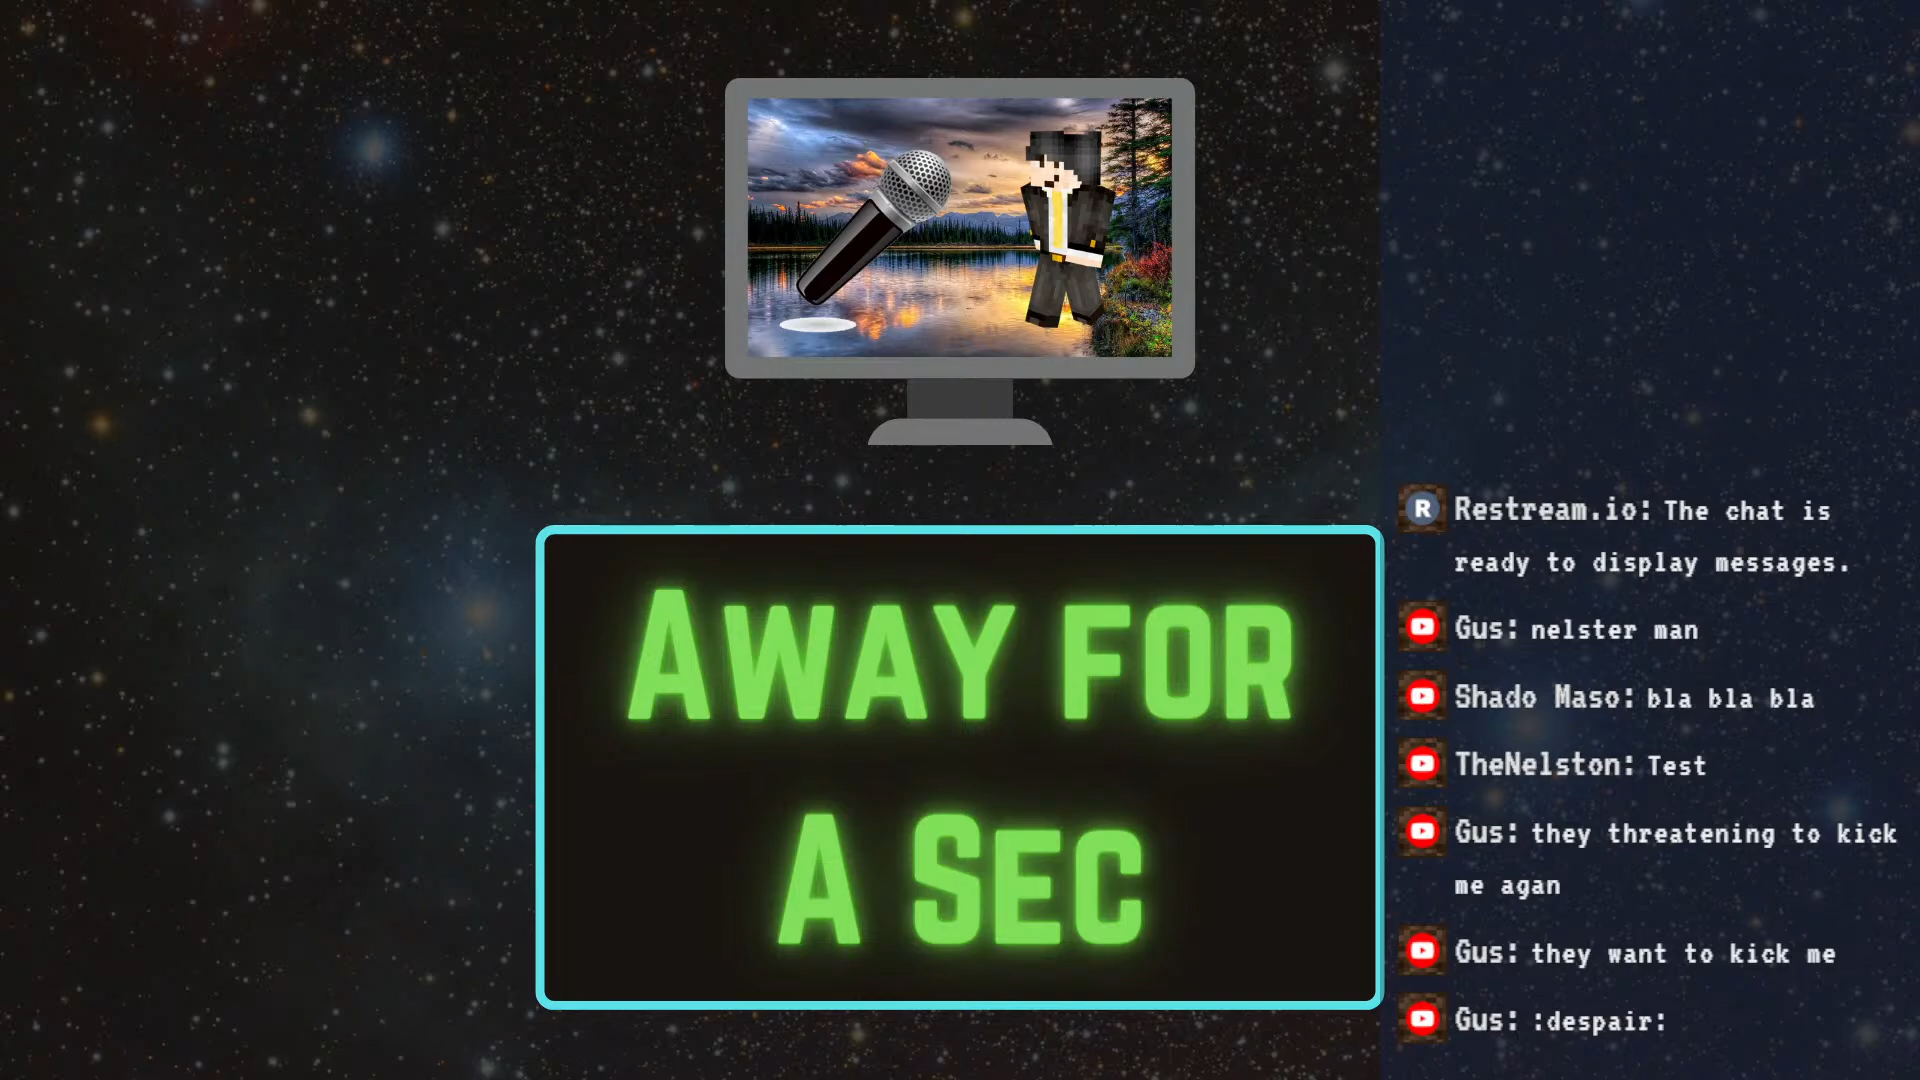 Away for
a Sec
R Restream.io: The chat is
ready to display messages.
Gus: nelster man
Shado Maso: bla bla bla
TheNelston: Test
Gus: they threatening to kick
me agan
Gus: they want to kick me
Gus: :despair: